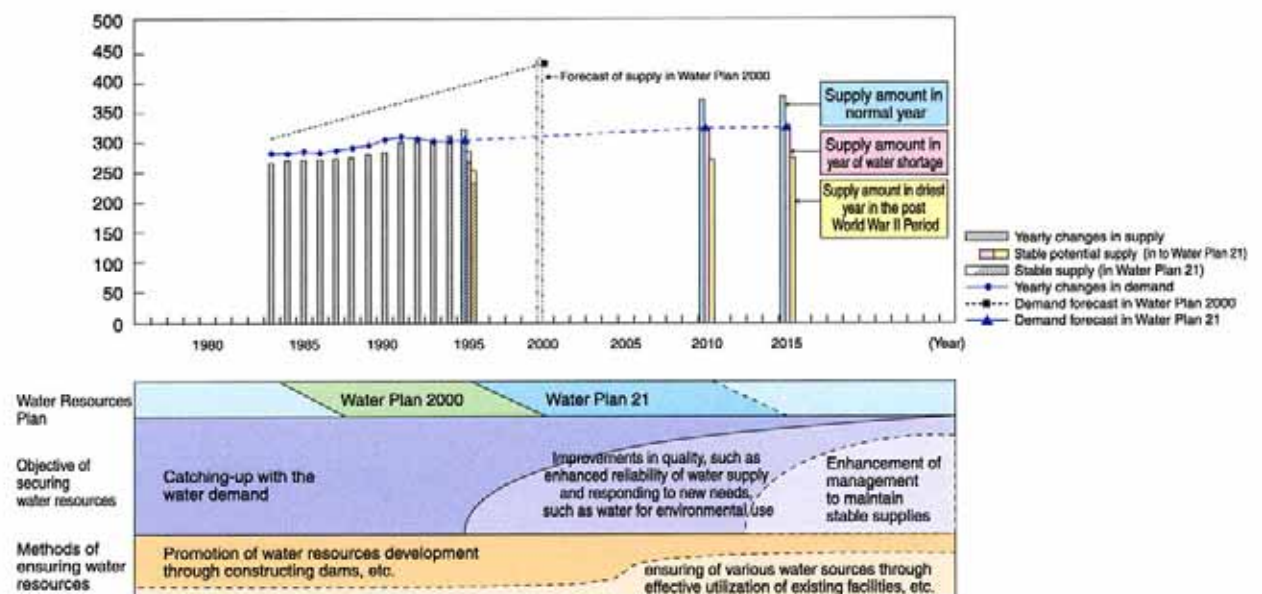 500
450
400
350
300
250
200
150
100
50
0
Forecast of supply in Water Plan 2000
Supply amount in
normal year
Supply amount in
year of water shortage
Supply amount in driest
year in the post
World War II Period
1980 1985 1990 1995 2000 2005 2010 2015 (Year)
Yearly changes in supply
Stable potential supply (in to Water Plan 21)
Stable supply (in Water Plan 21)
Yearly changes in demand
Demand forecast in Water Plan 2000
Demand forecast in Water Plan 21
Water Resources
Plan
Water Plan 2000
Water Plan 21
Objective of
securing
water resources
Catching-up with the
water demand
Improvements in quality, such as
enhanced reliability of water supply
and responding to new needs,
such as water for environmental use
Enhancement of
management
to maintain
stable supplies
Methods of
ensuring water
resources
Promotion of water resources development
through constructing dams, etc.
ensuring of various water sources through
effective utilization of existing facilities, etc.